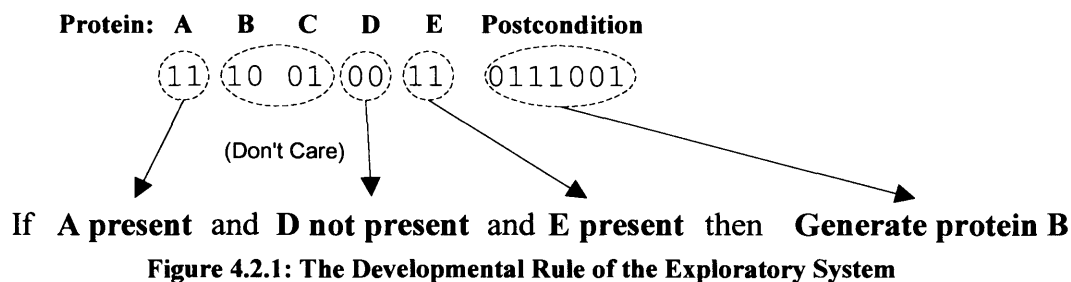 Protein: A B C D E Postcondition
11 10 01 00 11 0111001
(Don't Care)
If A present and D not present and E present then Generate protein B
Figure 4.2.1: The Developmental Rule of the Exploratory System